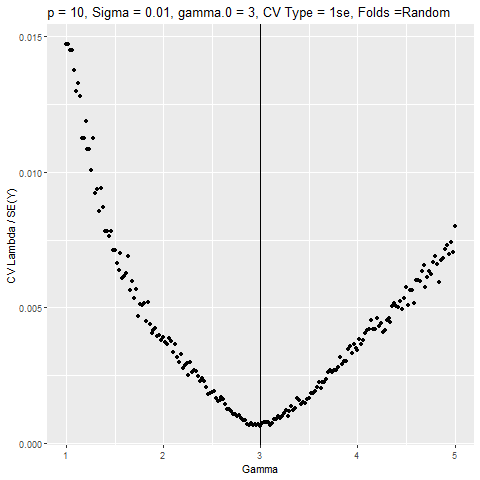 p = 10, Sigma = 0.01, gamma.0 = 3, CV Type = 1se, Folds =Random
0.015
0.010
0.005
0.000
CV Lambda / SE(Y)
1 2 3 4 5
Gamma